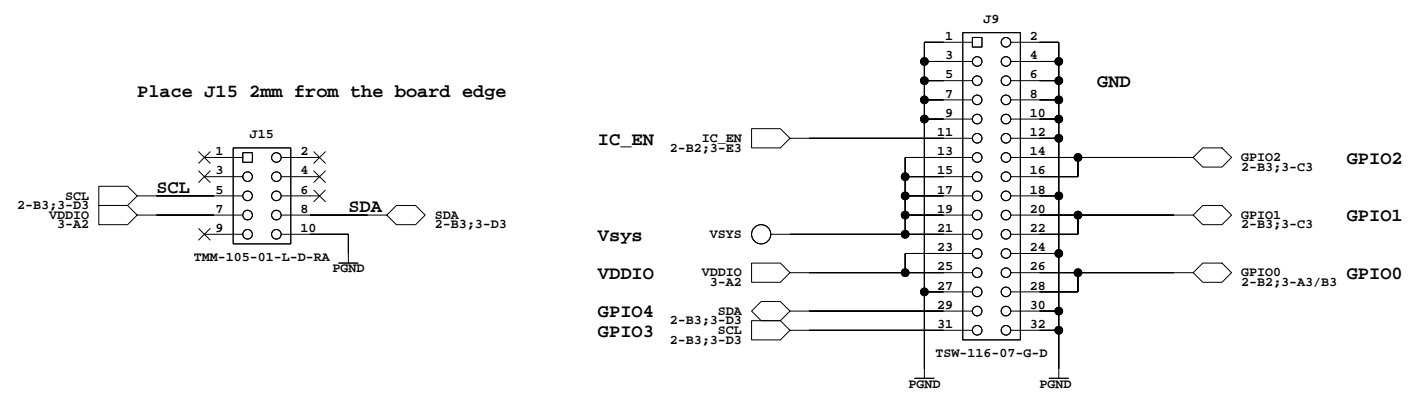 Place J15 2mm from the board edge
J15
1 2
3 4
SCL 2-B3;3-D3 SCL 5 6
VDDIO 3-A2 7 8 SDA SDA 2-B3;3-D3
9 10
TMM-105-01-L-D-RA
PGND
J9
1 2
3 4
5 6
GND
7 8
9 10
IC_EN IC_EN 2-B2;3-E3 11 12
13 14 GPIO2 2-B3;3-C3 GPIO2
15 16
17 18
19 20 GPIO1 2-B3;3-C3 GPIO1
Vsys VSYS 21 22
23 24
VDDIO VDDIO 3-A2 25 26 GPIO0 2-B2;3-A3/B3 GPIO0
27 28
GPIO4 SDA 2-B3;3-D3 29 30
GPIO3 SCL 2-B3;3-D3 31 32
TSW-116-07-G-D
PGND PGND